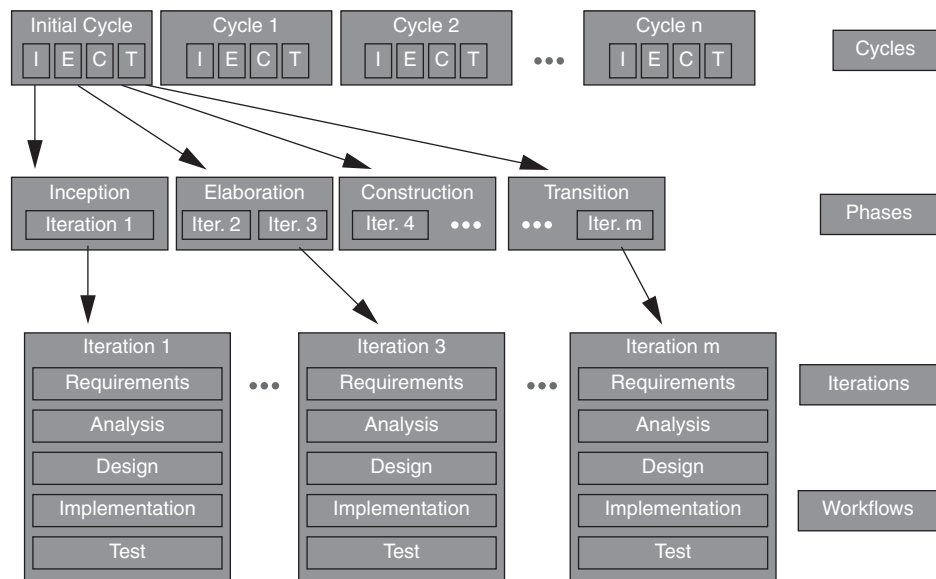 Initial Cycle Cycle 1 Cycle 2 Cycle n
I E C T I E C T I E C T ••• I E C T Cycles
Inception Elaboration Construction Transition
Iteration 1 Iter. 2 Iter. 3 Iter. 4 ••• ••• Iter. m Phases
Iteration 1 Iteration 3 Iteration m
Requirements ••• Requirements ••• Requirements Iterations
Analysis Analysis Analysis
Design Design Design
Implementation Implementation Implementation Workflows
Test Test Test